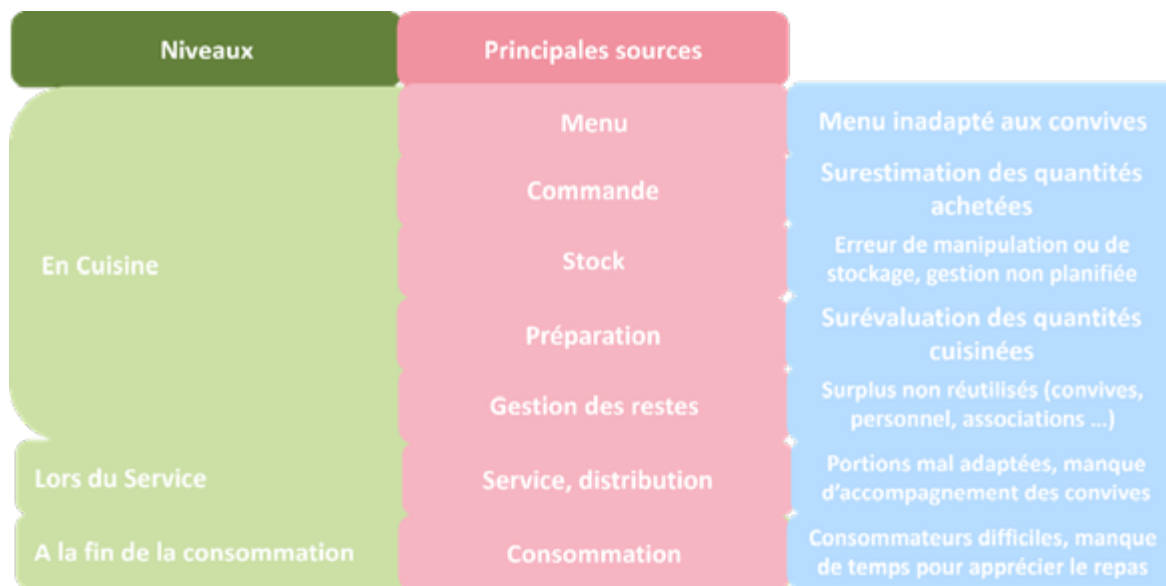 Niveaux
Principales sources
En Cuisine
Menu
Menu inadapté aux convives
Commande
Surestimation des quantités
achetées
Stock
Erreur de manipulation ou de
stockage, gestion non planifiée
Préparation
Surévaluation des quantités
cuisinées
Gestion des restes
Surplus non réutilisés (convives,
personnel, associations ...)
Lors du Service
Service, distribution
Portions mal adaptées, manque
d'accompagnement des convives
A la fin de la consommation
Consommation
Consommateurs difficiles, manque
de temps pour apprécier le repas